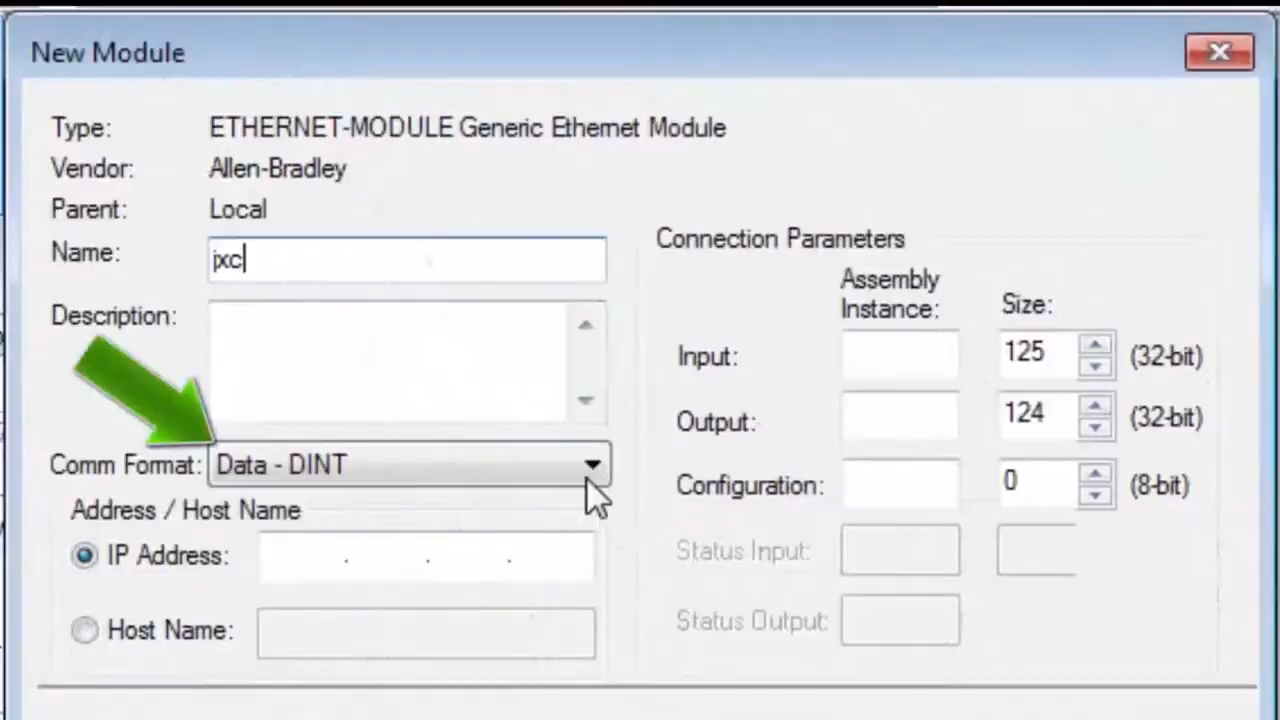 New Module
Type: ETHERNET-MODULE Generic Ethernet Module
Vendor: Allen-Bradley
Parent: Local
Name: jxc
Description:
Comm Format: Data - DINT
Address / Host Name
IP Address: . . .
Host Name:
Connection Parameters
Assembly
Instance: Size:
Input: 125 (32-bit)
Output: 124 (32-bit)
Configuration: 0 (8-bit)
Status Input:
Status Output: